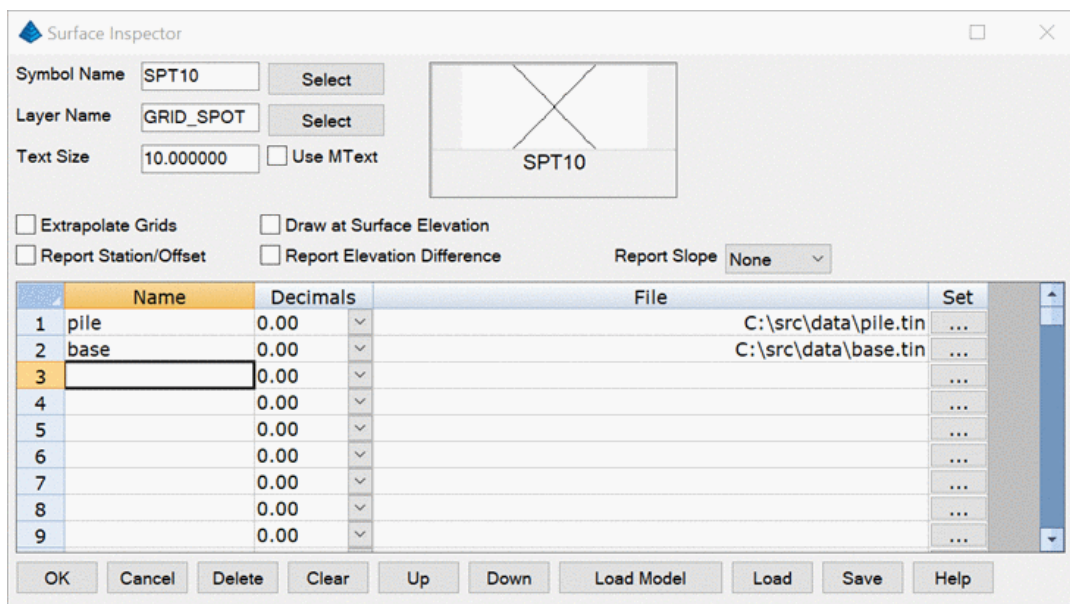 Surface Inspector
Symbol Name SPT10 Select
Layer Name GRID_SPOT Select
Text Size 10.000000 Use MText
SPT10
Extrapolate Grids Draw at Surface Elevation
Report Station/Offset Report Elevation Difference Report Slope None
Name Decimals File Set
1 pile 0.00 C:\src\data\pile.tin ...
2 base 0.00 C:\src\data\base.tin ...
3 0.00 ...
4 0.00 ...
5 0.00 ...
6 0.00 ...
7 0.00 ...
8 0.00 ...
9 0.00 ...
OK Cancel Delete Clear Up Down Load Model Load Save Help